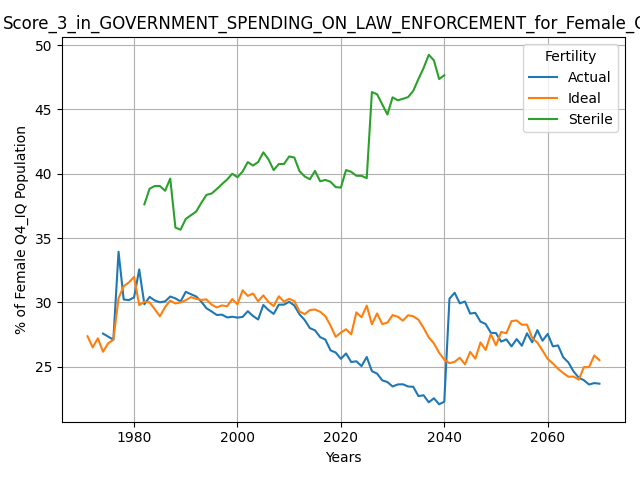 Score_3_in_GOVERNMENT_SPENDING_ON_LAW_ENFORCEMENT_for_Female_
Fertility
Actual
Ideal
Sterile
% of Female Q4_IQ Population
50
45
40
35
30
25
1980
2000
2020
2040
2060
Years